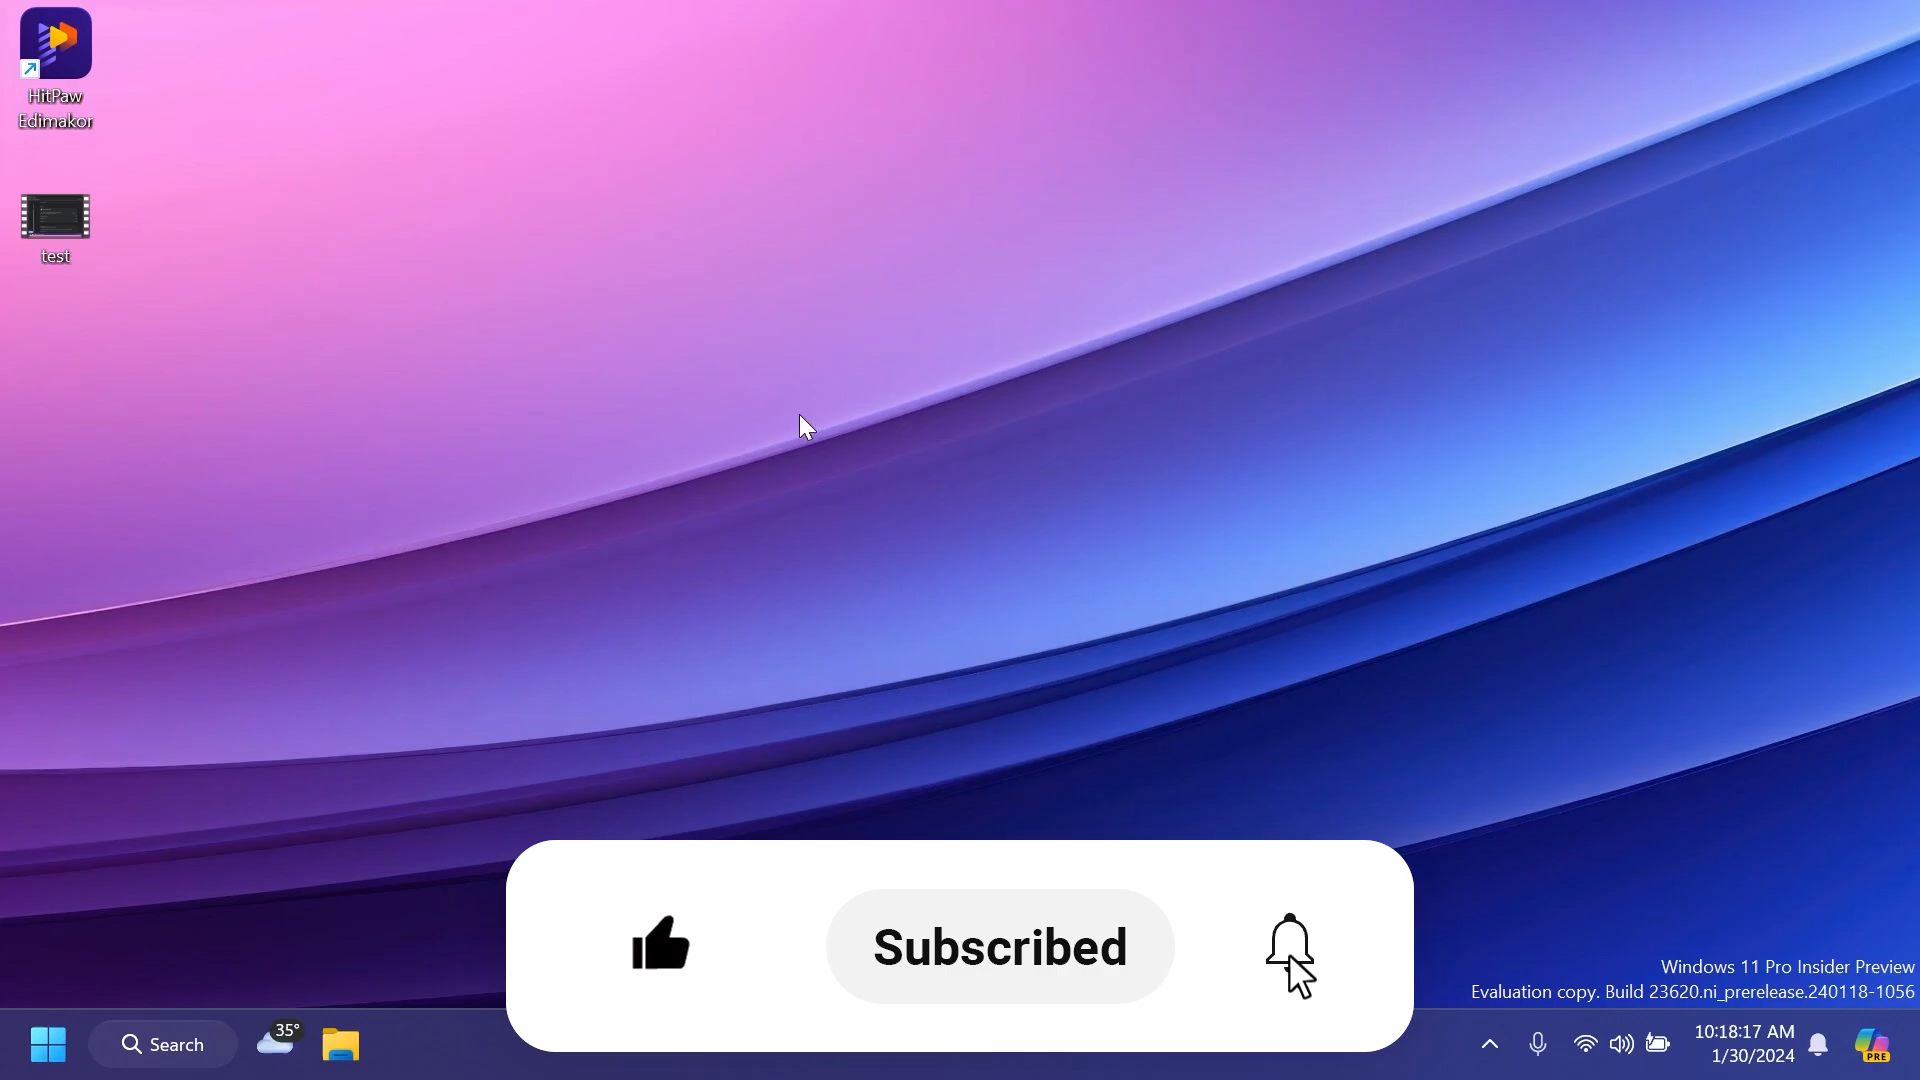 HitPaw
Edimakor
test
Subscribed
Windows 11 Pro Insider Preview
Evaluation copy. Build 23620.ni_prerelease.240118-1056
Search
35°
10:18:17 AM
1/30/2024
PRE